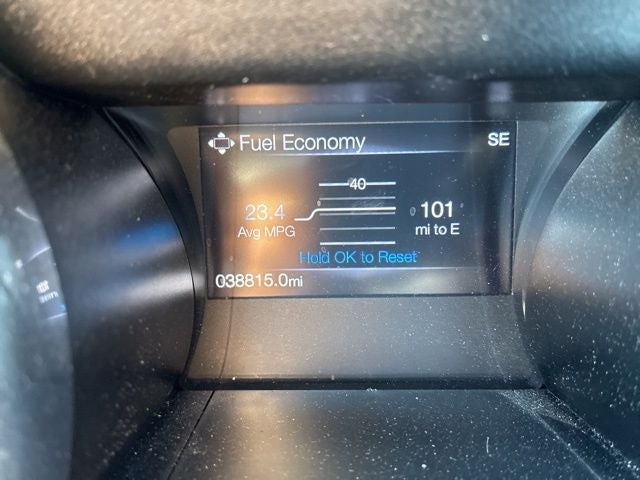 Fuel Economy SE
40
23.4 101
Avg MPG mi to E
Hold OK to Reset
038815.0mi